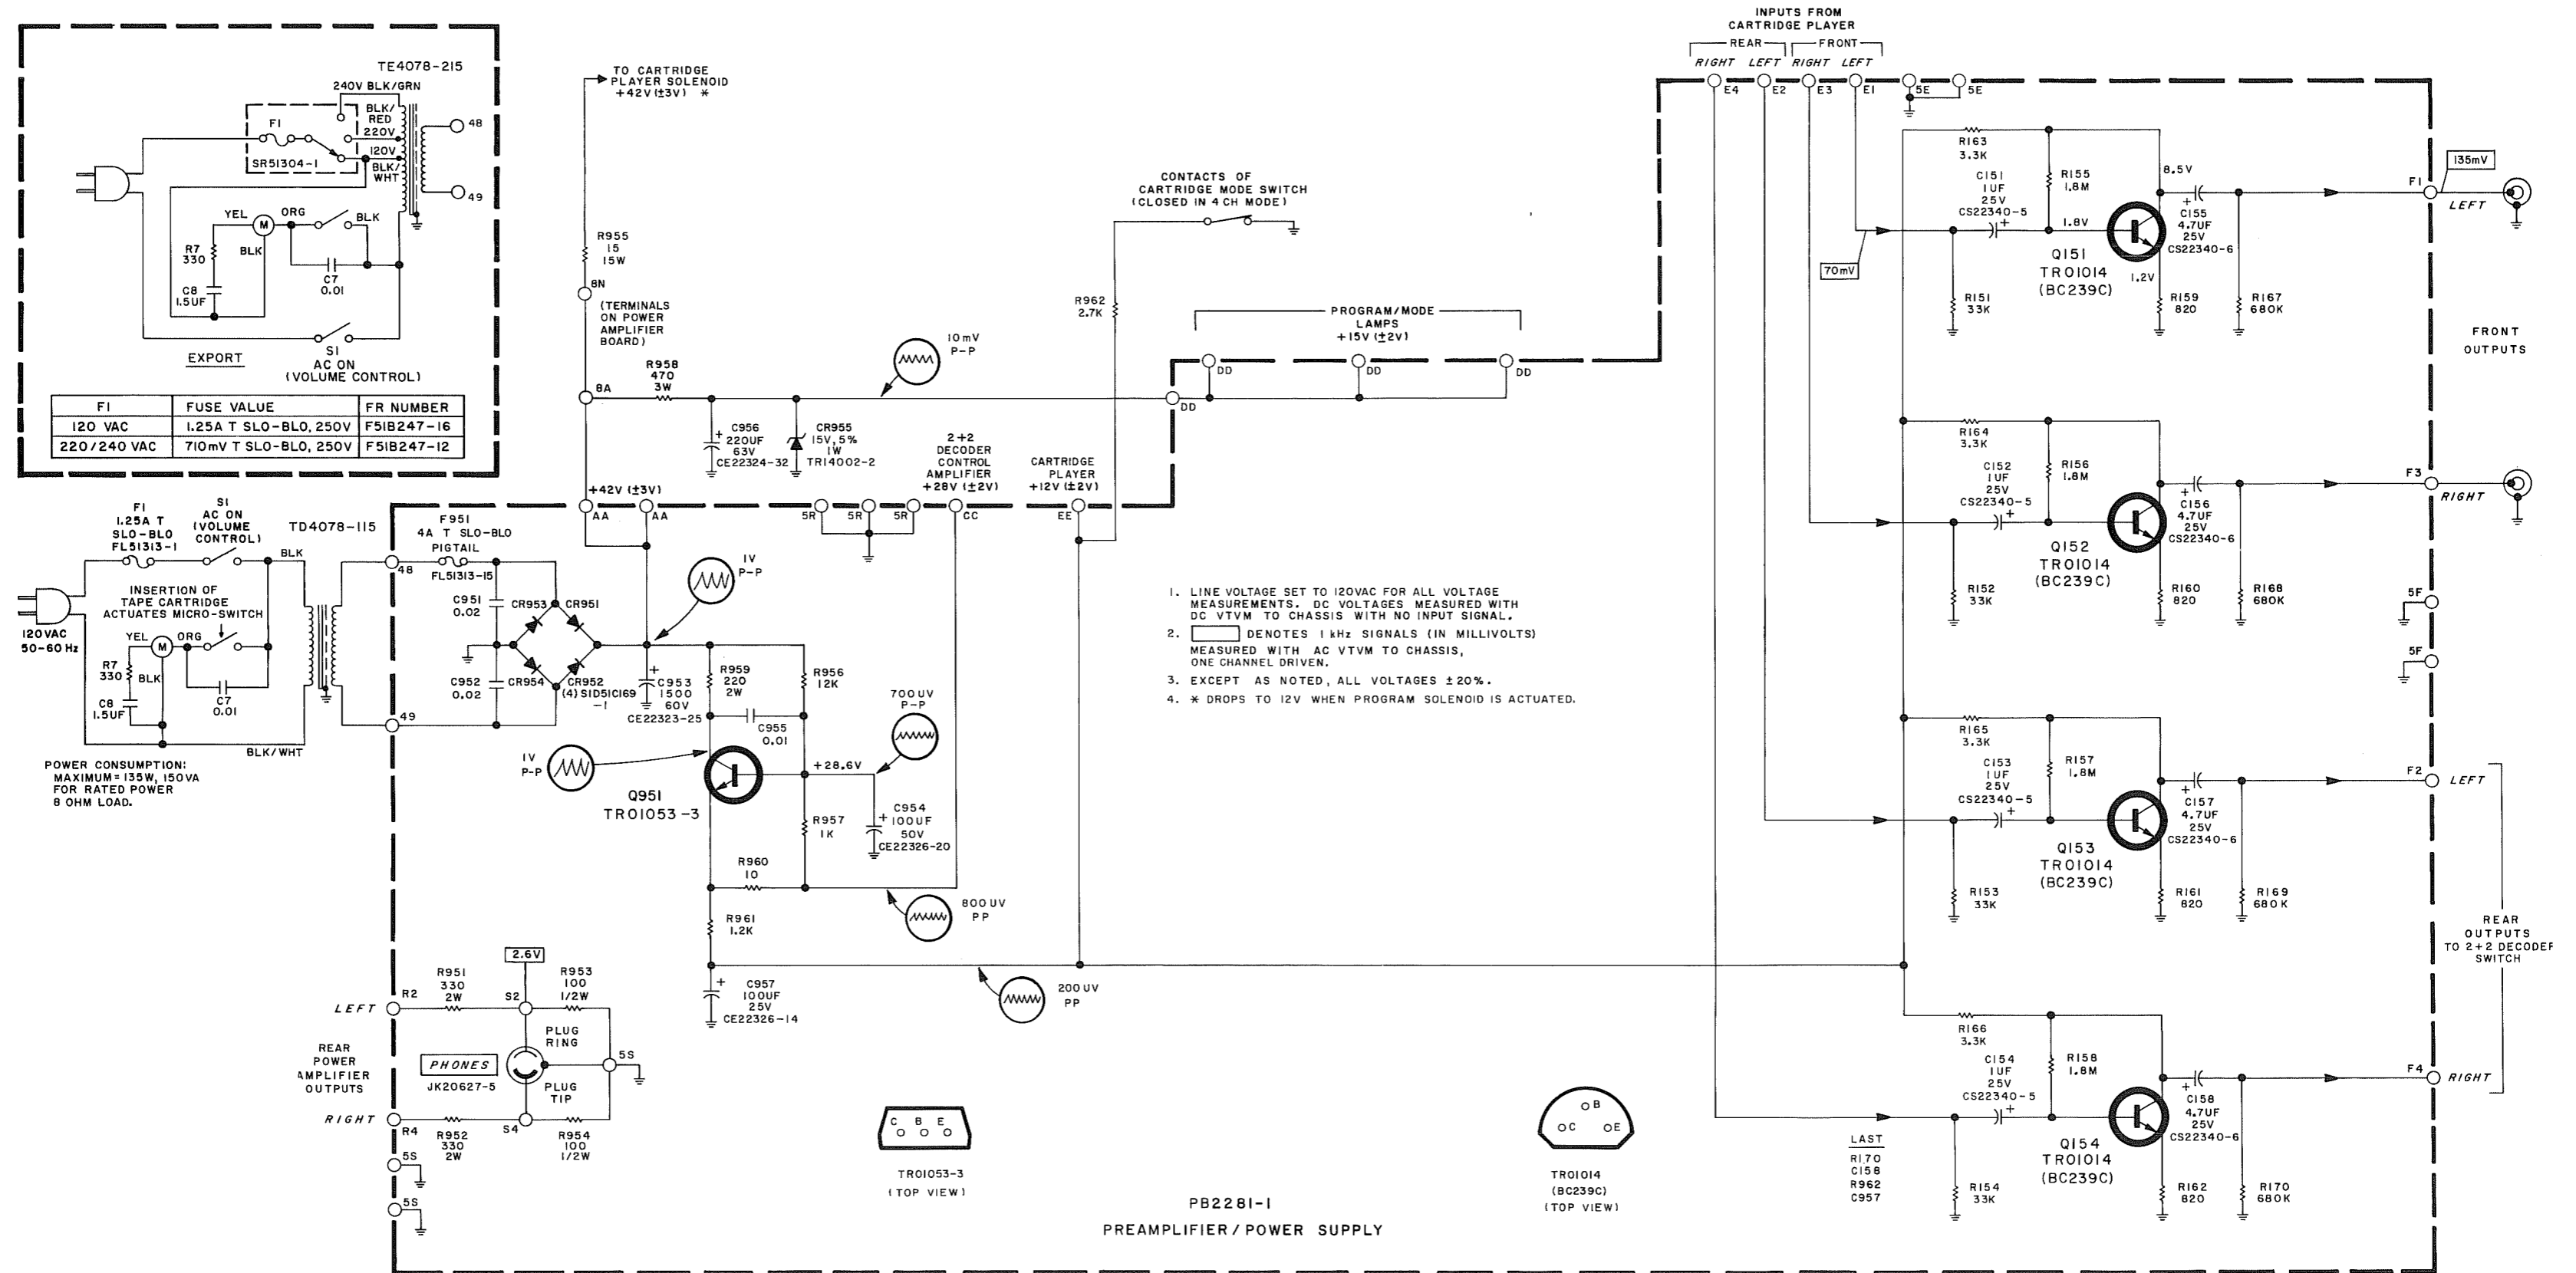 TE4078-215
240V BLK/GRN
BLK/
RED
220V
120V
BLK/
WHT
F1
SR51304-1
48
49
YEL
M
ORG
BLK
BLK
R7
330
C8
1.5UF
C7
0.01
EXPORT
S1
AC ON
(VOLUME CONTROL)
F1 FUSE VALUE FR NUMBER
120 VAC 1.25A T SLO-BLO, 250V F51B247-16
220/240 VAC 710mV T SLO-BLO, 250V F51B247-12
F1
1.25A T
SLO-BLO
FL51313-1
S1
AC ON
(VOLUME
CONTROL)
TD4078-115
BLK
INSERTION OF
TAPE CARTRIDGE
ACTUATES MICRO-SWITCH
120VAC
50-60 Hz
YEL
M
ORG
BLK
R7
330
C8
1.5UF
C7
0.01
BLK/WHT
POWER CONSUMPTION:
MAXIMUM = 135W, 150VA
FOR RATED POWER
8 OHM LOAD.
TO CARTRIDGE
PLAYER SOLENOID
+42V (±3V) *
R955
15
15W
8N
(TERMINALS
ON POWER
AMPLIFIER
BOARD)
8A
R958
470
3W
10mV
P-P
C956
+ 220UF
63V
CE22324-32
CR955
15V, 5%
1W
TR14002-2
CONTACTS OF
CARTRIDGE MODE SWITCH
(CLOSED IN 4 CH MODE)
R962
2.7K
PROGRAM/MODE
LAMPS
+15V (±2V)
DD
DD
DD
DD
2+2
DECODER
CONTROL
AMPLIFIER
+28V (±2V)
CARTRIDGE
PLAYER
+12V (±2V)
+42V (±3V)
AA
AA
5R
5R
5R
CC
EE
F951
4A T SLO-BLO
PIGTAIL
FL51313-15
48
49
C951
0.02
C952
0.02
CR953
CR951
CR954
CR952
(4) S1D51C169
-1
1V
P-P
+
C953
1500
60V
CE22323-25
R959
220
2W
R956
12K
C955
0.01
700UV
P-P
1V
P-P
+28.6V
Q951
TR01053-3
R957
1K
+ C954
100UF
50V
CE22326-20
R960
10
800UV
PP
R961
1.2K
+
C957
100UF
25V
CE22326-14
200UV
PP
1. LINE VOLTAGE SET TO 120VAC FOR ALL VOLTAGE
MEASUREMENTS. DC VOLTAGES MEASURED WITH
DC VTVM TO CHASSIS WITH NO INPUT SIGNAL.
2. DENOTES 1 kHz SIGNALS (IN MILLIVOLTS)
MEASURED WITH AC VTVM TO CHASSIS,
ONE CHANNEL DRIVEN.
3. EXCEPT AS NOTED, ALL VOLTAGES ±20%.
4. * DROPS TO 12V WHEN PROGRAM SOLENOID IS ACTUATED.
2.6V
R951
330
2W
R953
100
1/2W
LEFT
R2
S2
PLUG
RING
REAR
POWER
AMPLIFIER
OUTPUTS
PHONES
JK20627-5
5S
PLUG
TIP
RIGHT
R4
S4
R952
330
2W
R954
100
1/2W
5S
5S
C B E
TR01053-3
(TOP VIEW)
B
C E
TR01014
(BC239C)
(TOP VIEW)
PB2281-1
PREAMPLIFIER/POWER SUPPLY
LAST
R170
C158
R962
C957
INPUTS FROM
CARTRIDGE PLAYER
REAR FRONT
RIGHT LEFT RIGHT LEFT
E4
E2
E3
E1
5E
5E
R163
3.3K
C151
1UF
25V
CS22340-5
+
R155
1.8M
8.5V
1.8V
1.2V
70mV
Q151
TR01014
(BC239C)
+
C155
4.7UF
25V
CS22340-6
R151
33K
R159
820
R167
680K
135mV
F1
LEFT
FRONT
OUTPUTS
R164
3.3K
C152
1UF
25V
CS22340-5
+
R156
1.8M
Q152
TR01014
(BC239C)
+
C156
4.7UF
25V
CS22340-6
R152
33K
R160
820
R168
680K
F3
RIGHT
5F
5F
R165
3.3K
C153
1UF
25V
CS22340-5
+
R157
1.8M
Q153
TR01014
(BC239C)
+
C157
4.7UF
25V
CS22340-6
R153
33K
R161
820
R169
680K
F2
LEFT
REAR
OUTPUTS
TO 2+2 DECODER
SWITCH
R166
3.3K
C154
1UF
25V
CS22340-5
+
R158
1.8M
Q154
TR01014
(BC239C)
+
C158
4.7UF
25V
CS22340-6
R154
33K
R162
820
R170
680K
F4
RIGHT